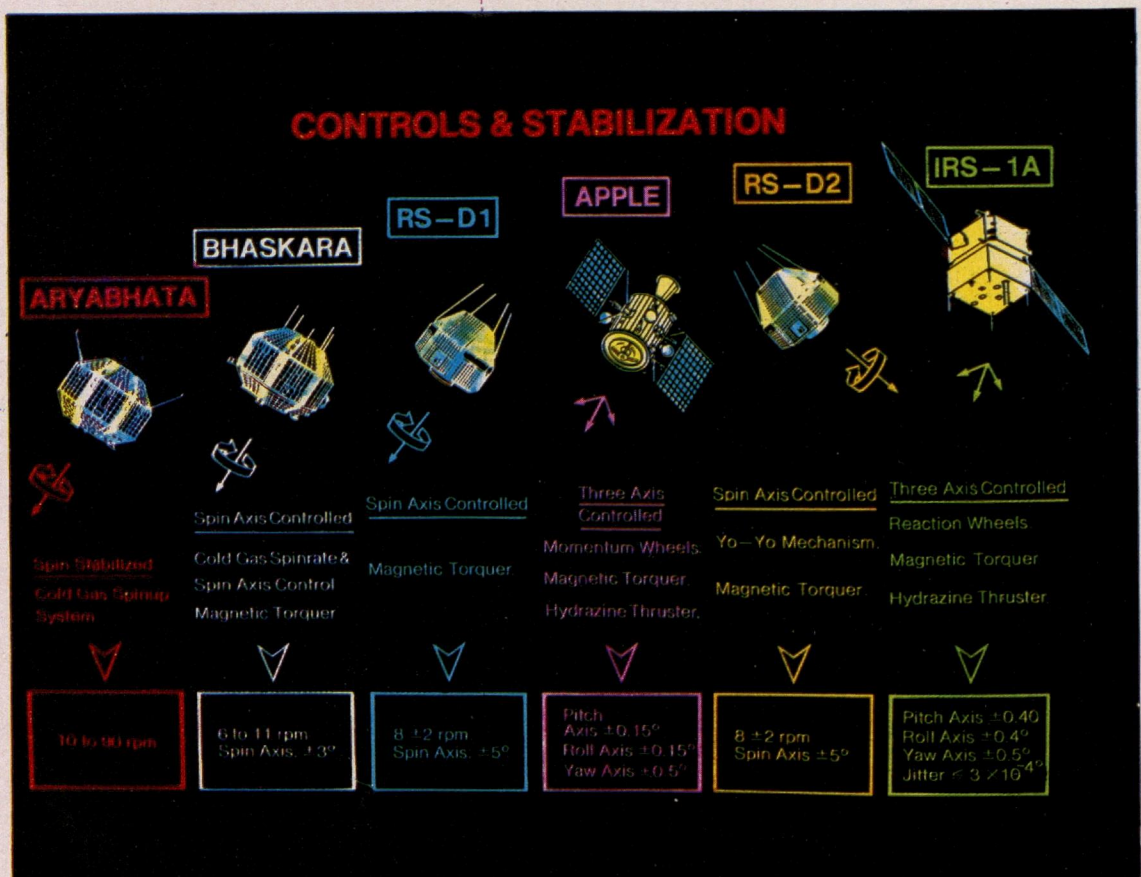 CONTROLS & STABILIZATION
ARYABHATA
Spin Stabilized
Cold Gas Spinup
System
10 to 90 rpm
BHASKARA
Spin Axis Controlled
Cold Gas Spinrate &
Spin Axis Control
Magnetic Torquer
6 to 11 rpm
Spin Axis. ±3°
RS-D1
Spin Axis Controlled
Magnetic Torquer.
8 ±2 rpm
Spin Axis. ±5°
APPLE
Three Axis
Controlled
Momentum Wheels.
Magnetic Torquer.
Hydrazine Thruster.
Pitch
Axis ±0.15°
Roll Axis ±0.15°
Yaw Axis ±0.5°
RS-D2
Spin Axis Controlled
Yo-Yo Mechanism.
Magnetic Torquer.
8 ±2 rpm
Spin Axis ±5°
IRS-1A
Three Axis Controlled
Reaction Wheels.
Magnetic Torquer
Hydrazine Thruster.
Pitch Axis ±0.40
Roll Axis ±0.4°
Yaw Axis ±0.5°
Jitter ≤ 3 ×10⁻⁴°